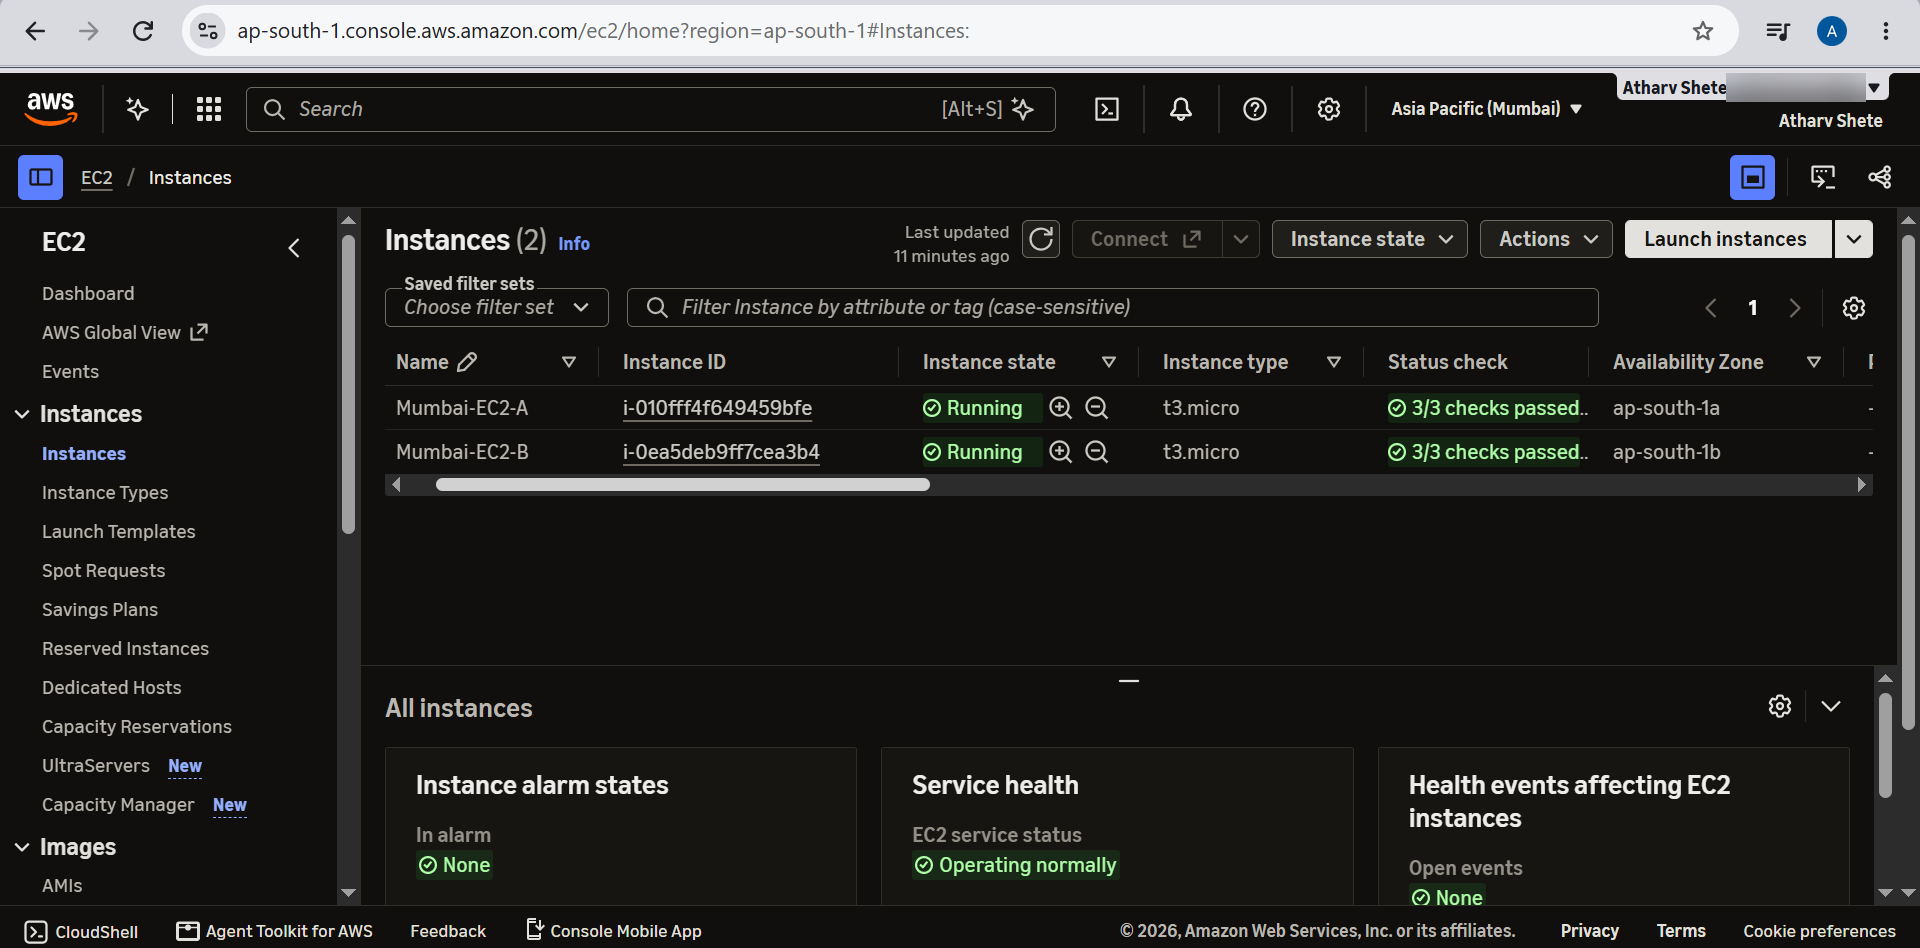 ap-south-1.console.aws.amazon.com/ec2/home?region=ap-south-1#Instances:
A
aws
Search
[Alt+S]
Asia Pacific (Mumbai)
Atharv Shete
Atharv Shete
EC2 / Instances
EC2
Dashboard
AWS Global View
Events
Instances
Instances
Instance Types
Launch Templates
Spot Requests
Savings Plans
Reserved Instances
Dedicated Hosts
Capacity Reservations
UltraServers New
Capacity Manager New
Images
AMIs
Instances (2) Info
Last updated
11 minutes ago
Connect
Instance state
Actions
Launch instances
Saved filter sets
Choose filter set
Filter Instance by attribute or tag (case-sensitive)
1
Name Instance ID Instance state Instance type Status check Availability Zone
Mumbai-EC2-A i-010fff4f649459bfe Running t3.micro 3/3 checks passed.. ap-south-1a -
Mumbai-EC2-B i-0ea5deb9ff7cea3b4 Running t3.micro 3/3 checks passed.. ap-south-1b -
All instances
Instance alarm states
In alarm
None
Service health
EC2 service status
Operating normally
Health events affecting EC2
instances
Open events
None
CloudShell
Agent Toolkit for AWS
Feedback
Console Mobile App
© 2026, Amazon Web Services, Inc. or its affiliates.
Privacy
Terms
Cookie preferences